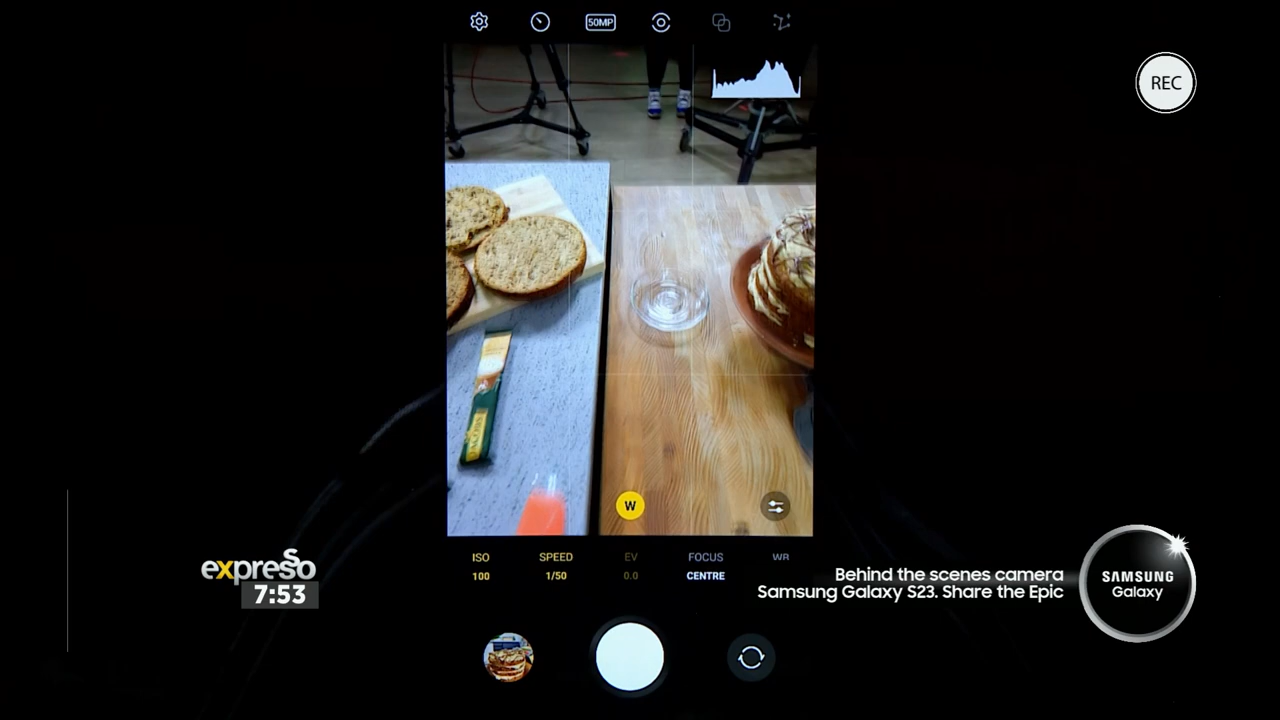 50MP
REC
JACOBS
W
ISO
SPEED
EV
FOCUS
WB
100
1/50
0.0
CENTRE
expresso
7:53
Behind the scenes camera
Samsung Galaxy S23. Share the Epic
SAMSUNG
Galaxy